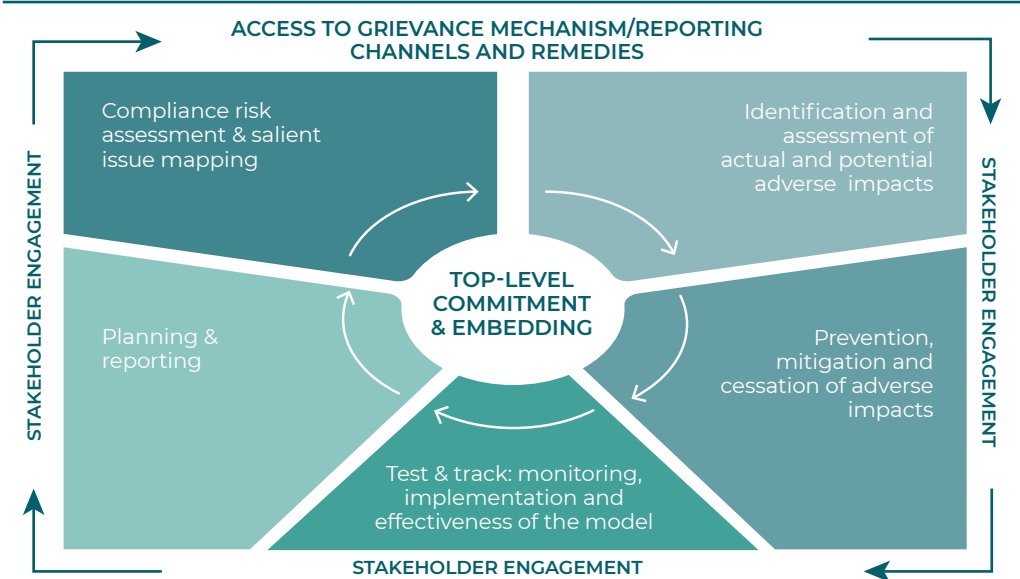 ACCESS TO GRIEVANCE MECHANISM/REPORTING
CHANNELS AND REMEDIES
Compliance risk
assessment & salient
issue mapping
Identification and
assessment of
actual and potential
adverse impacts
STAKEHOLDER ENGAGEMENT
STAKEHOLDER ENGAGEMENT
TOP-LEVEL
COMMITMENT
& EMBEDDING
Planning &
reporting
Prevention,
mitigation and
cessation of adverse
impacts
Test & track: monitoring,
implementation and
effectiveness of the model
STAKEHOLDER ENGAGEMENT